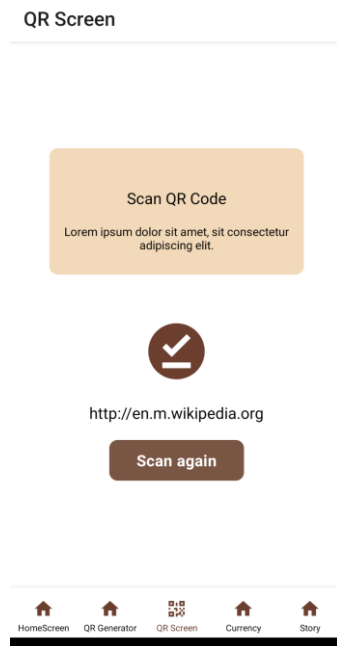 QR Screen
Scan QR Code
Lorem ipsum dolor sit amet, sit consectetur
adipiscing elit.
http://en.m.wikipedia.org
Scan again
HomeScreen QR Generator QR Screen Currency Story